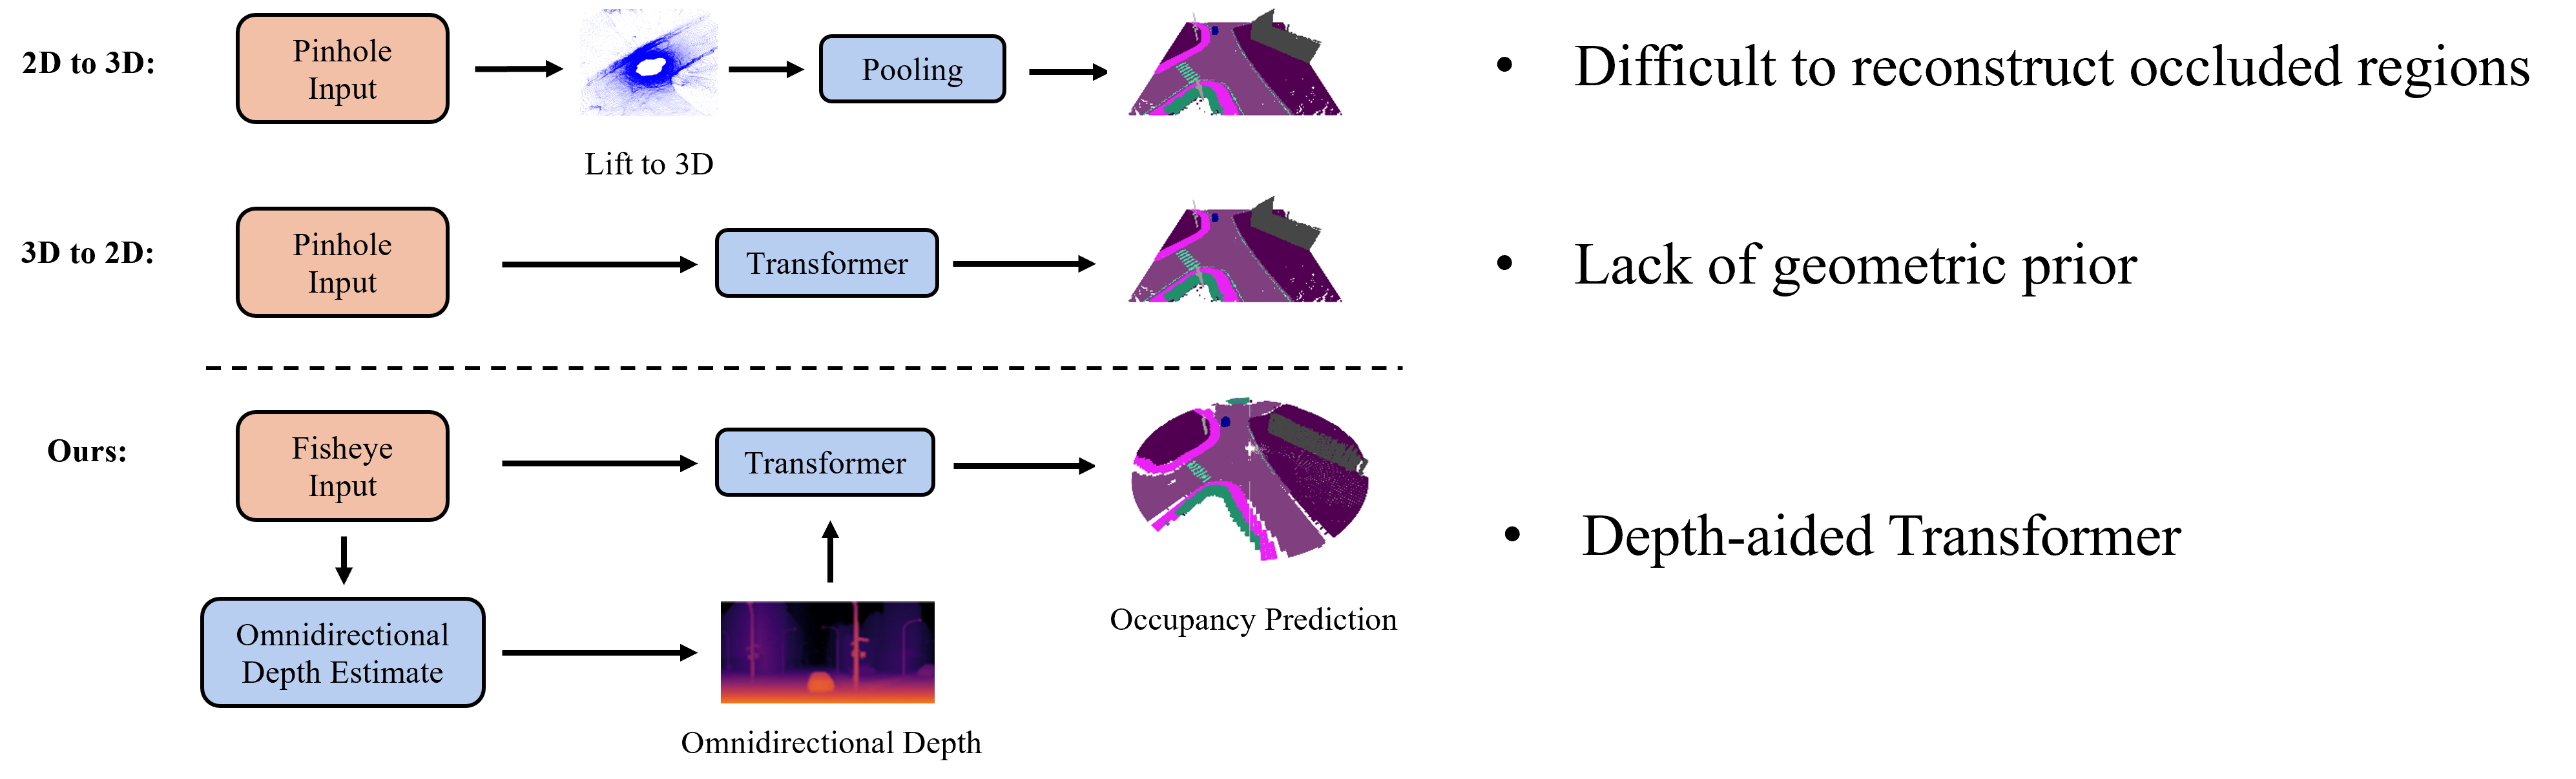 2D to 3D:
Pinhole
Input
Lift to 3D
Pooling
• Difficult to reconstruct occluded regions
3D to 2D:
Pinhole
Input
Transformer
• Lack of geometric prior
Ours:
Fisheye
Input
Transformer
• Depth-aided Transformer
Omnidirectional
Depth Estimate
Omnidirectional Depth
Occupancy Prediction